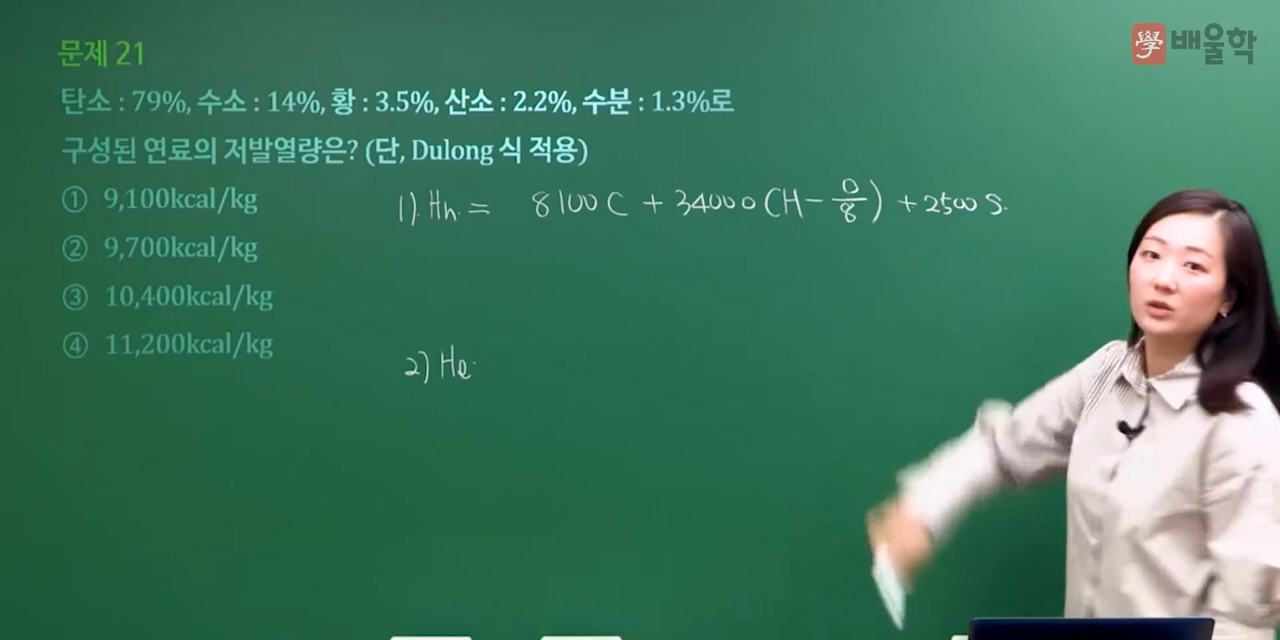 學 배울학
문제 21
탄소 : 79%, 수소 : 14%, 황 : 3.5%, 산소 : 2.2%, 수분 : 1.3%로
구성된 연료의 저발열량은? (단, Dulong 식 적용)
① 9,100kcal/kg
② 9,700kcal/kg
③ 10,400kcal/kg
④ 11,200kcal/kg
1). Hh. = 8100 C + 34000 (H - O/8) + 2500 S.
2) Hl